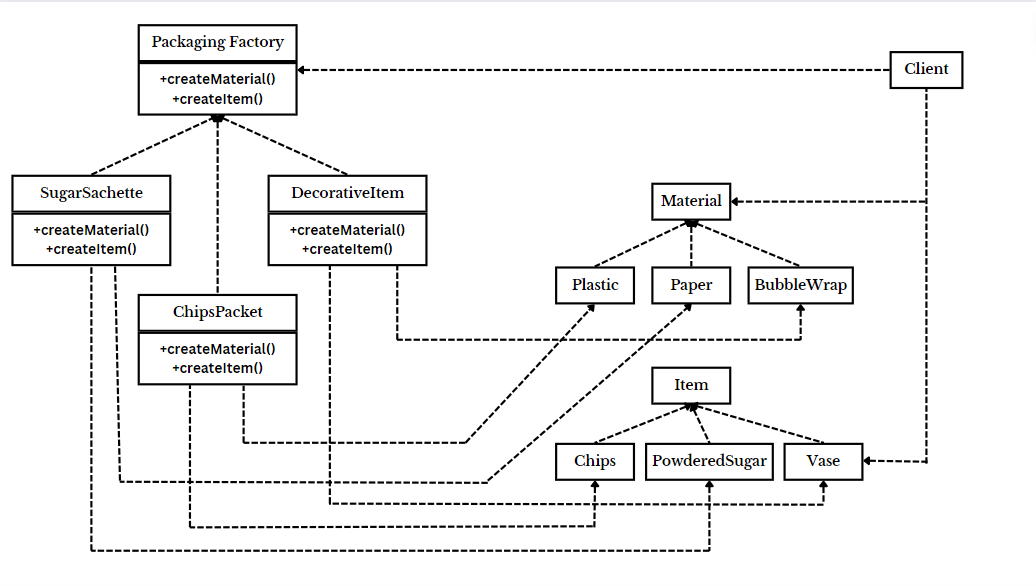 Packaging Factory
+createMaterial()
+createItem()
Client
SugarSachette
+createMaterial()
+createItem()
DecorativeItem
+createMaterial()
+createItem()
Material
Plastic
Paper
BubbleWrap
ChipsPacket
+createMaterial()
+createItem()
Item
Chips
PowderedSugar
Vase